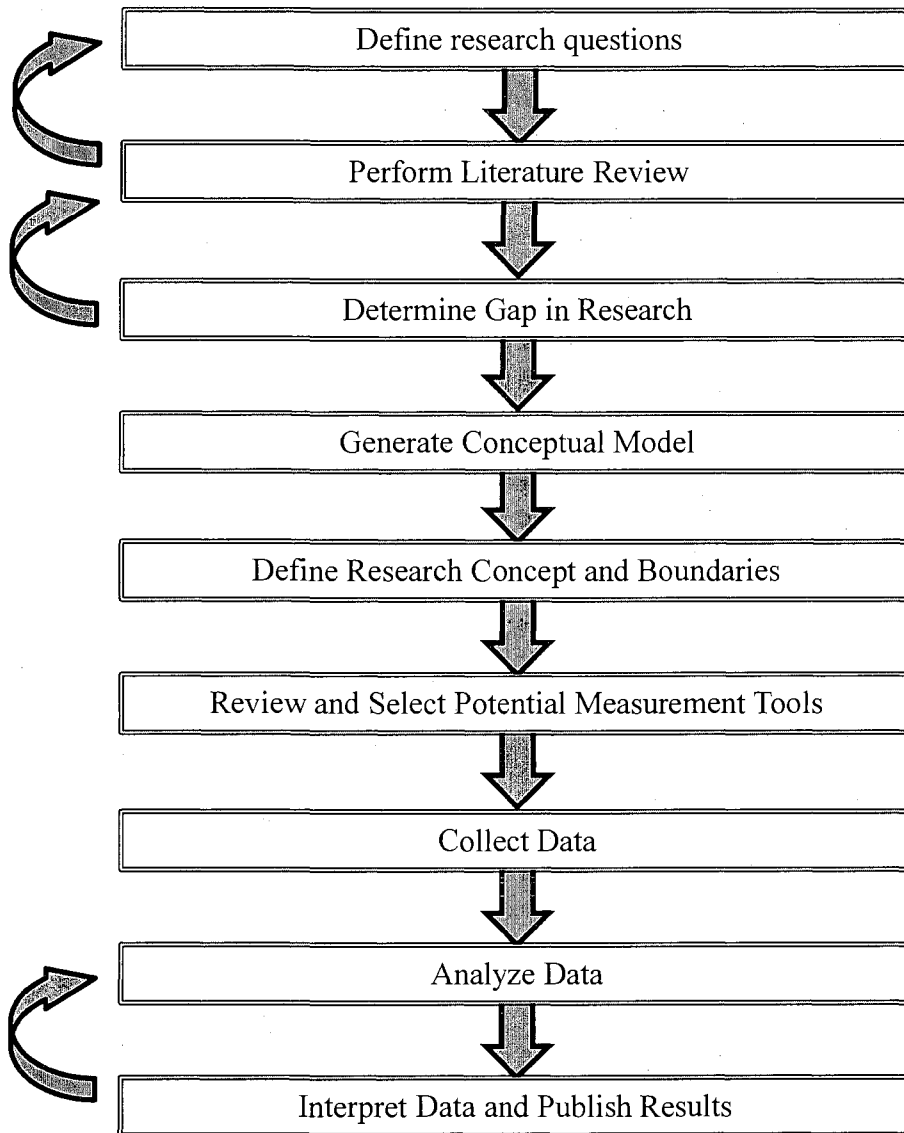 Define research questions
Perform Literature Review
Determine Gap in Research
Generate Conceptual Model
Define Research Concept and Boundaries
Review and Select Potential Measurement Tools
Collect Data
Analyze Data
Interpret Data and Publish Results